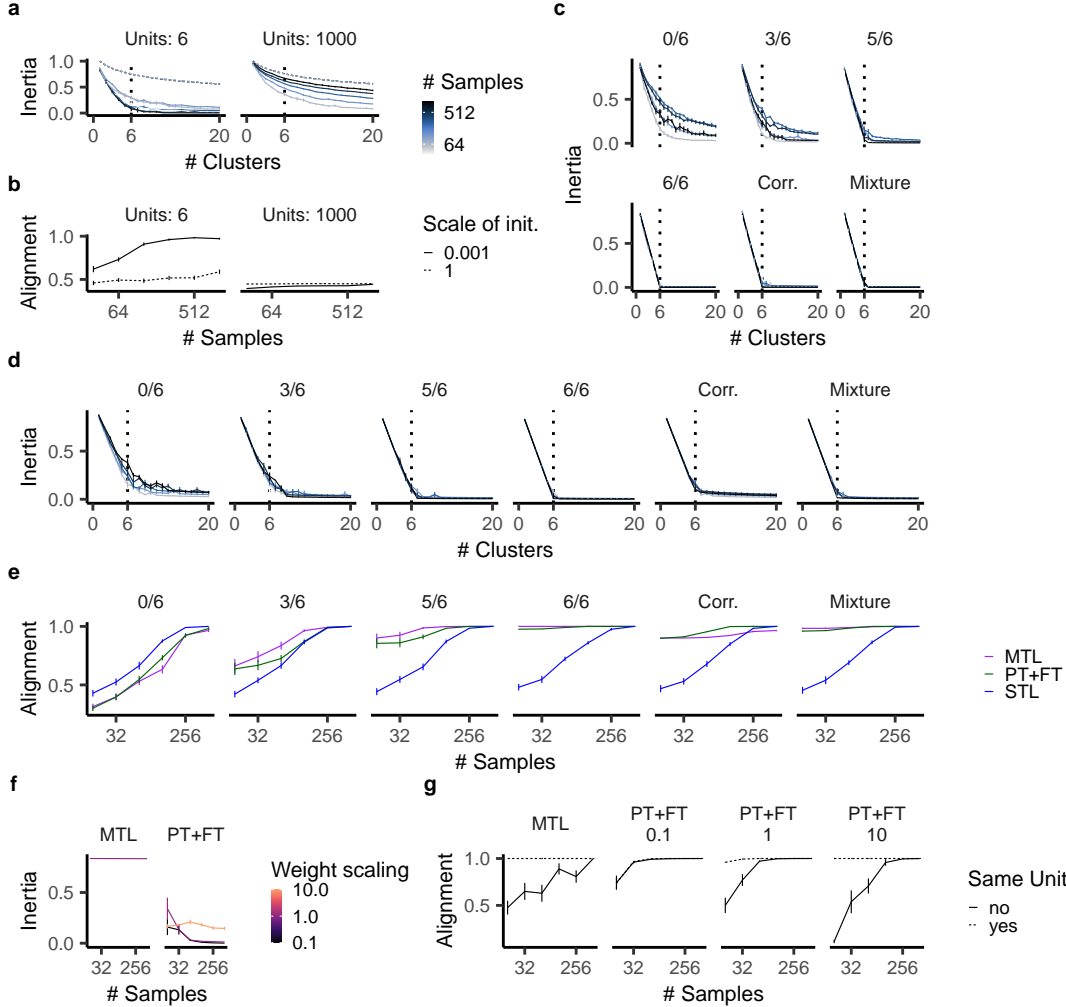 a
Units: 6
Units: 1000
Inertia
1.0
0.5
0.0
0
6
20
0
6
20
# Clusters
# Samples
512
64
b
Units: 6
Units: 1000
Alignment
1.0
0.5
64
512
64
512
# Samples
Scale of init.
0.001
1
c
0/6
3/6
5/6
Inertia
0.5
0.0
6/6
Corr.
Mixture
0.5
0.0
0
6
20
0
6
20
0
6
20
# Clusters
d
0/6
3/6
5/6
6/6
Corr.
Mixture
Inertia
0.5
0.0
0
6
20
0
6
20
0
6
20
0
6
20
0
6
20
0
6
20
# Clusters
e
0/6
3/6
5/6
6/6
Corr.
Mixture
Alignment
1.0
0.5
32
256
32
256
32
256
32
256
32
256
32
256
# Samples
MTL
PT+FT
STL
f
MTL
PT+FT
Inertia
0.5
0.0
32
256
32
256
# Samples
Weight scaling
10.0
1.0
0.1
g
MTL
PT+FT
0.1
PT+FT
1
PT+FT
10
Alignment
1.0
0.5
32
256
32
256
32
256
32
256
# Samples
Same Unit
no
yes